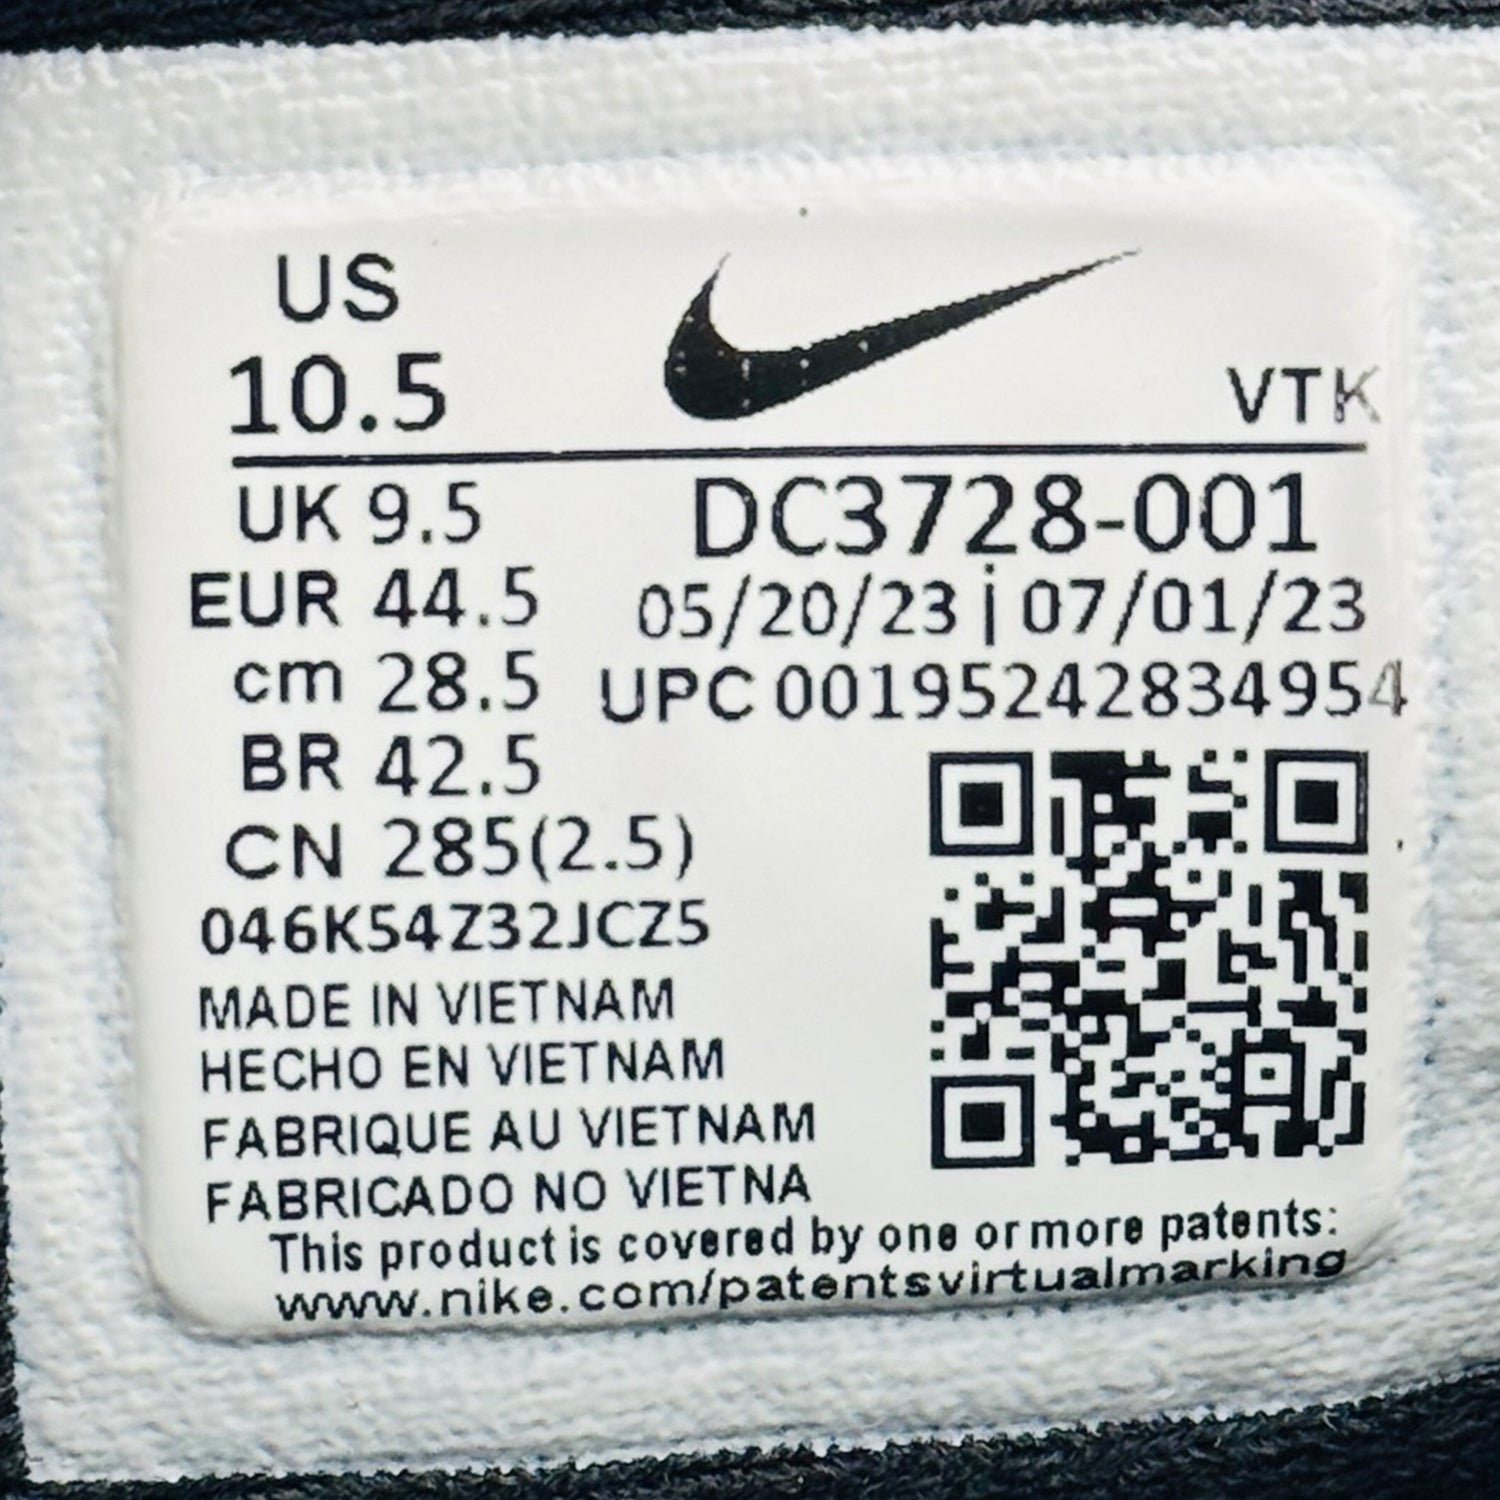 US
10.5
VTK
UK 9.5
DC3728-001
EUR 44.5
05/20/23 | 07/01/23
cm 28.5
UPC 00195242834954
BR 42.5
CN 285(2.5)
046K54Z32JCZ5
MADE IN VIETNAM
HECHO EN VIETNAM
FABRIQUE AU VIETNAM
FABRICADO NO VIETNA
This product is covered by one or more patents:
www.nike.com/patentsvirtualmarking